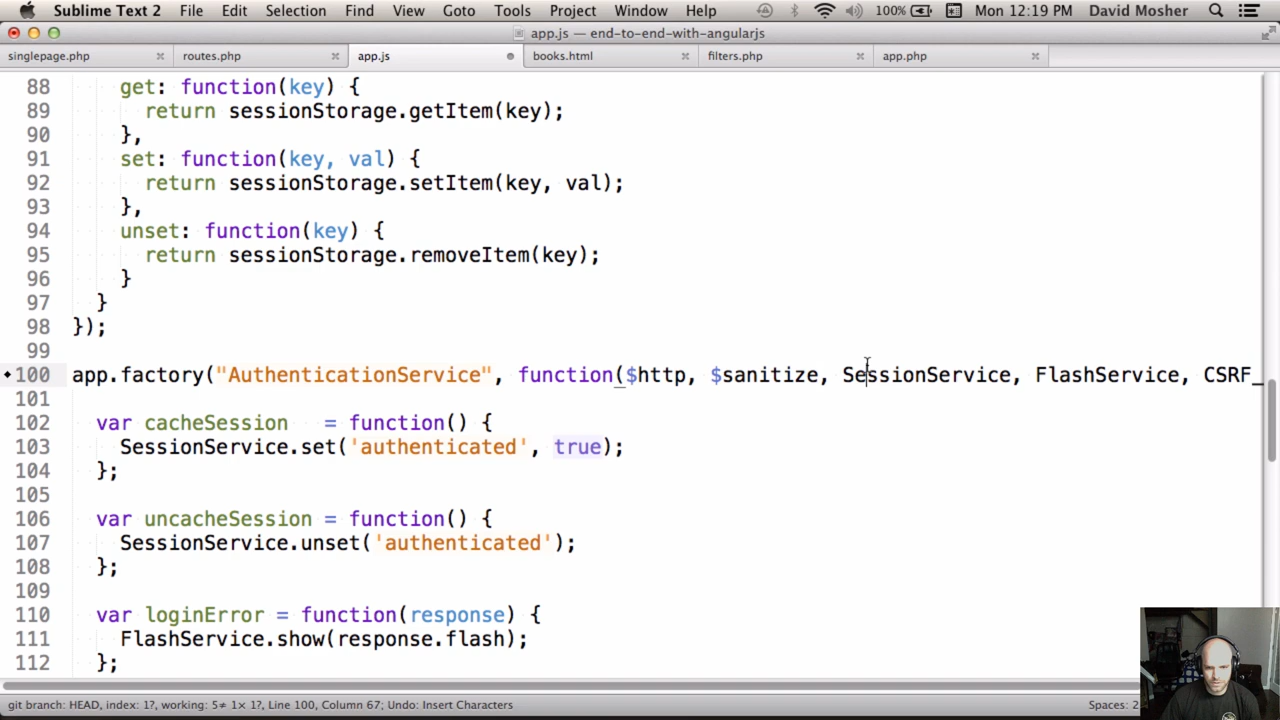 Sublime Text 2 File Edit Selection Find View Goto Tools Project Window Help 100% Mon 12:19 PM David Mosher
app.js — end-to-end-with-angularjs
singlepage.php routes.php app.js books.html filters.php app.php
88 get: function(key) {
89 return sessionStorage.getItem(key);
90 },
91 set: function(key, val) {
92 return sessionStorage.setItem(key, val);
93 },
94 unset: function(key) {
95 return sessionStorage.removeItem(key);
96 }
97 }
98 });
99
100 app.factory("AuthenticationService", function($http, $sanitize, SessionService, FlashService, CSRF_
101
102 var cacheSession = function() {
103 SessionService.set('authenticated', true);
104 };
105
106 var uncacheSession = function() {
107 SessionService.unset('authenticated');
108 };
109
110 var loginError = function(response) {
111 FlashService.show(response.flash);
112 };
git branch: HEAD, index: 1?, working: 5≠ 1× 1?, Line 100, Column 67; Undo: Insert Characters Spaces: 2